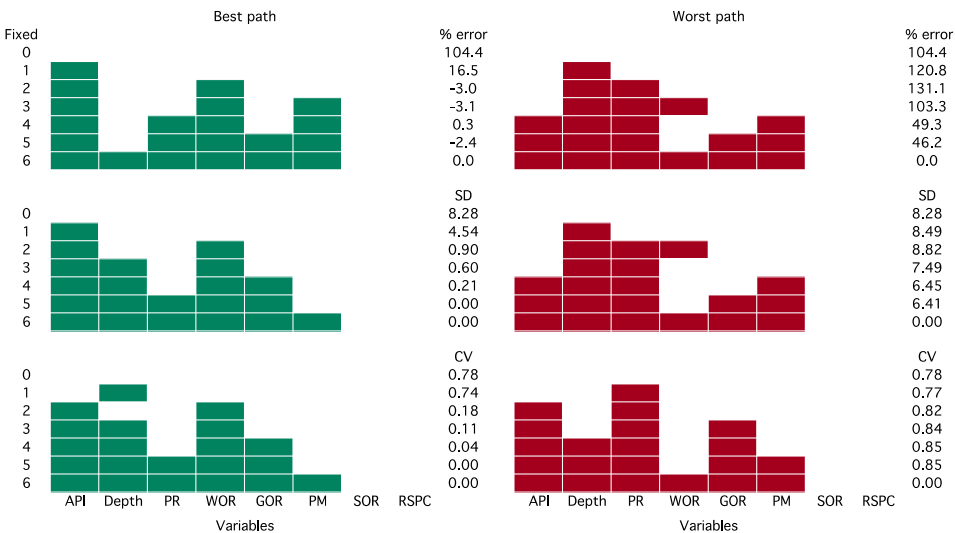 Best path Worst path
Fixed % error % error
0 104.4 104.4
1 16.5 120.8
2 -3.0 131.1
3 -3.1 103.3
4 0.3 49.3
5 -2.4 46.2
6 0.0 0.0
SD SD
0 8.28 8.28
1 4.54 8.49
2 0.90 8.82
3 0.60 7.49
4 0.21 6.45
5 0.00 6.41
6 0.00 0.00
CV CV
0 0.78 0.78
1 0.74 0.77
2 0.18 0.82
3 0.11 0.84
4 0.04 0.85
5 0.00 0.85
6 0.00 0.00
API Depth PR WOR GOR PM SOR RSPC API Depth PR WOR GOR PM SOR RSPC
Variables Variables